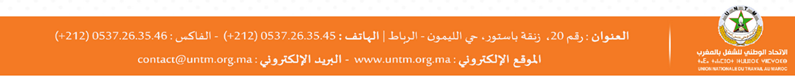 العنوان : رقم 20، زنقة باستور، حي الليمون - الرباط | الهاتف : 0537.26.35.45 (212+) - الفاكس : 0537.26.35.46 (212+)
الموقع الإلكتروني : www.untm.org.ma - البريد الإلكتروني : contact@untm.org.ma
U.N.T.M
الاتحاد الوطني للشغل بالمغرب
UNION NATIONALE DU TRAVAIL AU MAROC